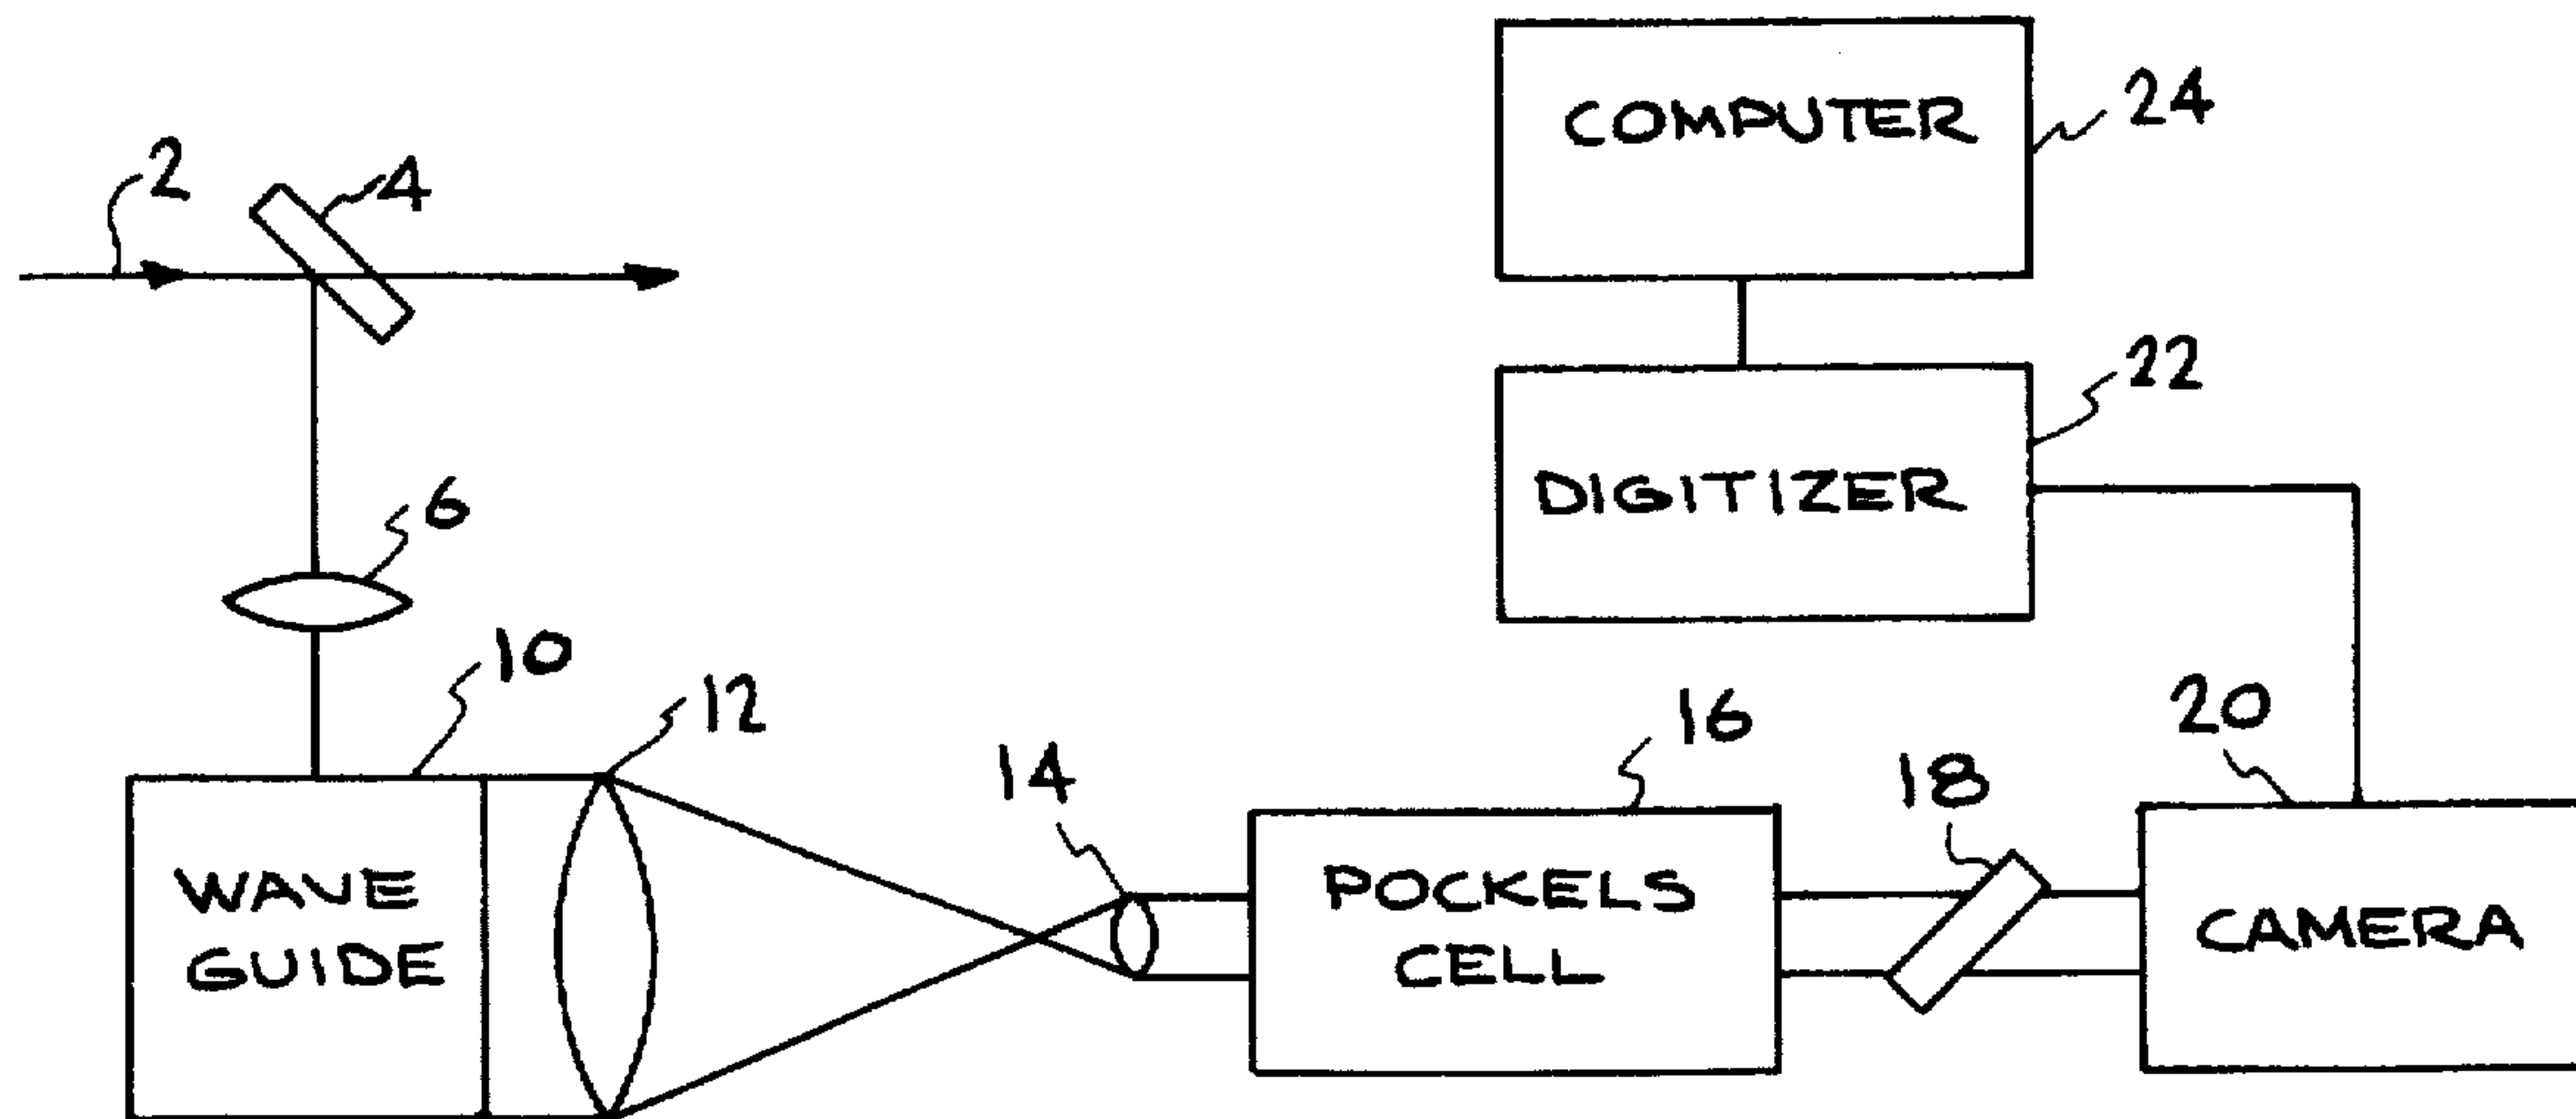 COMPUTER
24
2
4
22
DIGITIZER
6
10
12
16
20
14
18
WAVE
GUIDE
POCKELS
CELL
CAMERA